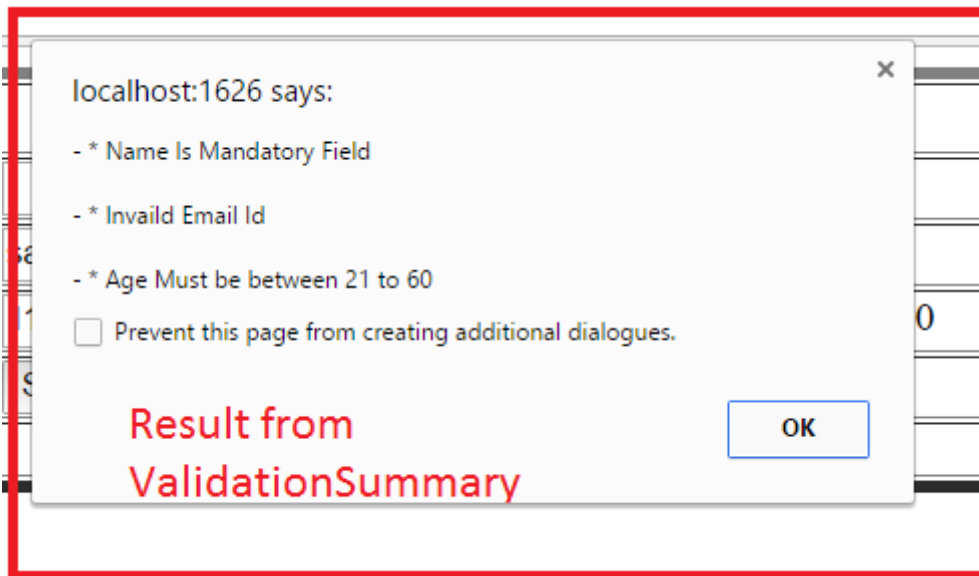 ×
localhost:1626 says:
- * Name Is Mandatory Field
- * Invaild Email Id
- * Age Must be between 21 to 60
Prevent this page from creating additional dialogues.
0
Result from
ValidationSummary
OK